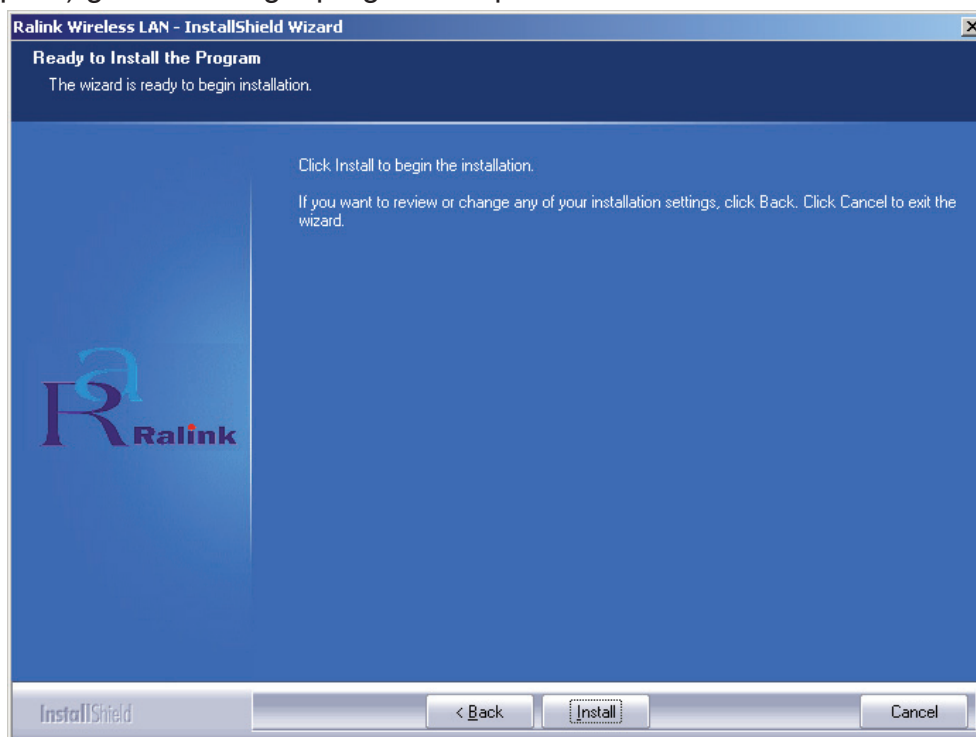 Ralink Wireless LAN - InstallShield Wizard
Ready to Install the Program
The wizard is ready to begin installation.
Click Install to begin the installation.
If you want to review or change any of your installation settings, click Back. Click Cancel to exit the
wizard.
Ra
Ralink
InstallShield
< Back
Install
Cancel